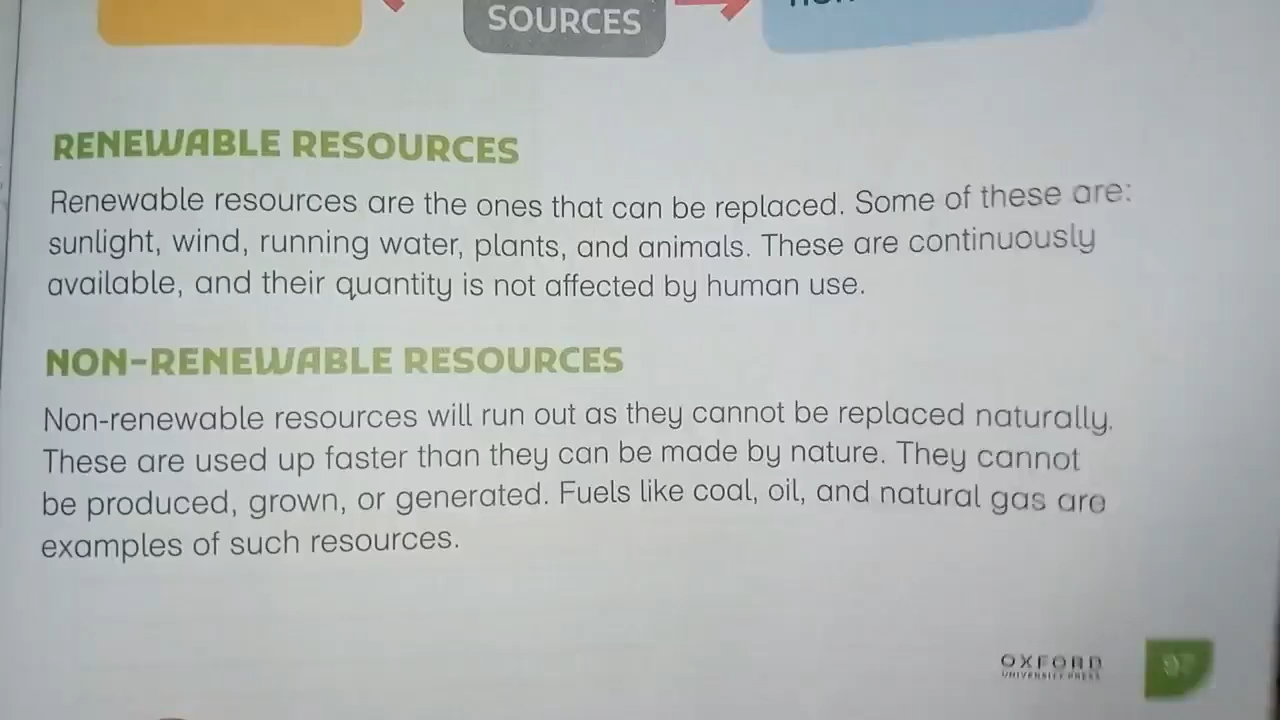 SOURCES
RENEWABLE RESOURCES
Renewable resources are the ones that can be replaced. Some of these are:
sunlight, wind, running water, plants, and animals. These are continuously
available, and their quantity is not affected by human use.
NON-RENEWABLE RESOURCES
Non-renewable resources will run out as they cannot be replaced naturally.
These are used up faster than they can be made by nature. They cannot
be produced, grown, or generated. Fuels like coal, oil, and natural gas are
examples of such resources.
OXFORD
UNIVERSITY PRESS